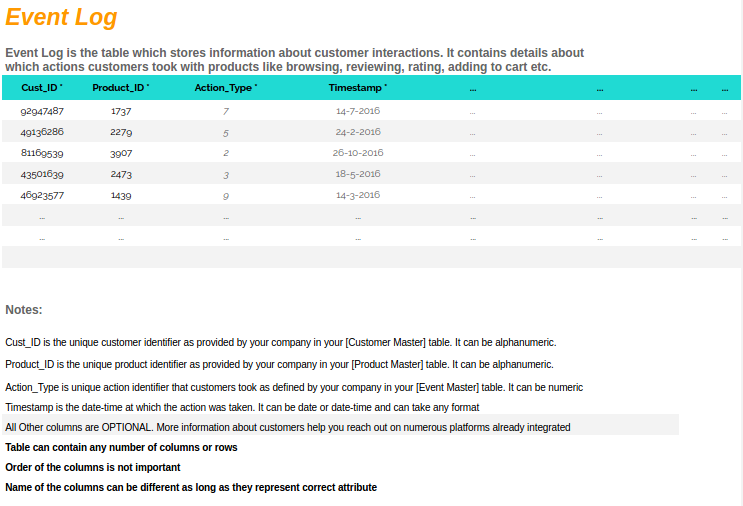 Event Log
Event Log is the table which stores information about customer interactions. It contains details about
which actions customers took with products like browsing, reviewing, rating, adding to cart etc.
Cust_ID * Product_ID * Action_Type * Timestamp * ... ... ... ...
92947487 1737 7 14-7-2016 ... ... ... ...
49136286 2279 5 24-2-2016 ... ... ... ...
81169539 3907 2 26-10-2016 ... ... ... ...
43501639 2473 3 18-5-2016 ... ... ... ...
46923577 1439 9 14-3-2016 ... ... ... ...
... ... ... ... ... ... ... ...
... ... ... ... ... ... ... ...
Notes:
Cust_ID is the unique customer identifier as provided by your company in your [Customer Master] table. It can be alphanumeric.
Product_ID is the unique product identifier as provided by your company in your [Product Master] table. It can be alphanumeric.
Action_Type is unique action identifier that customers took as defined by your company in your [Event Master] table. It can be numeric
Timestamp is the date-time at which the action was taken. It can be date or date-time and can take any format
All Other columns are OPTIONAL. More information about customers help you reach out on numerous platforms already integrated
Table can contain any number of columns or rows
Order of the columns is not important
Name of the columns can be different as long as they represent correct attribute